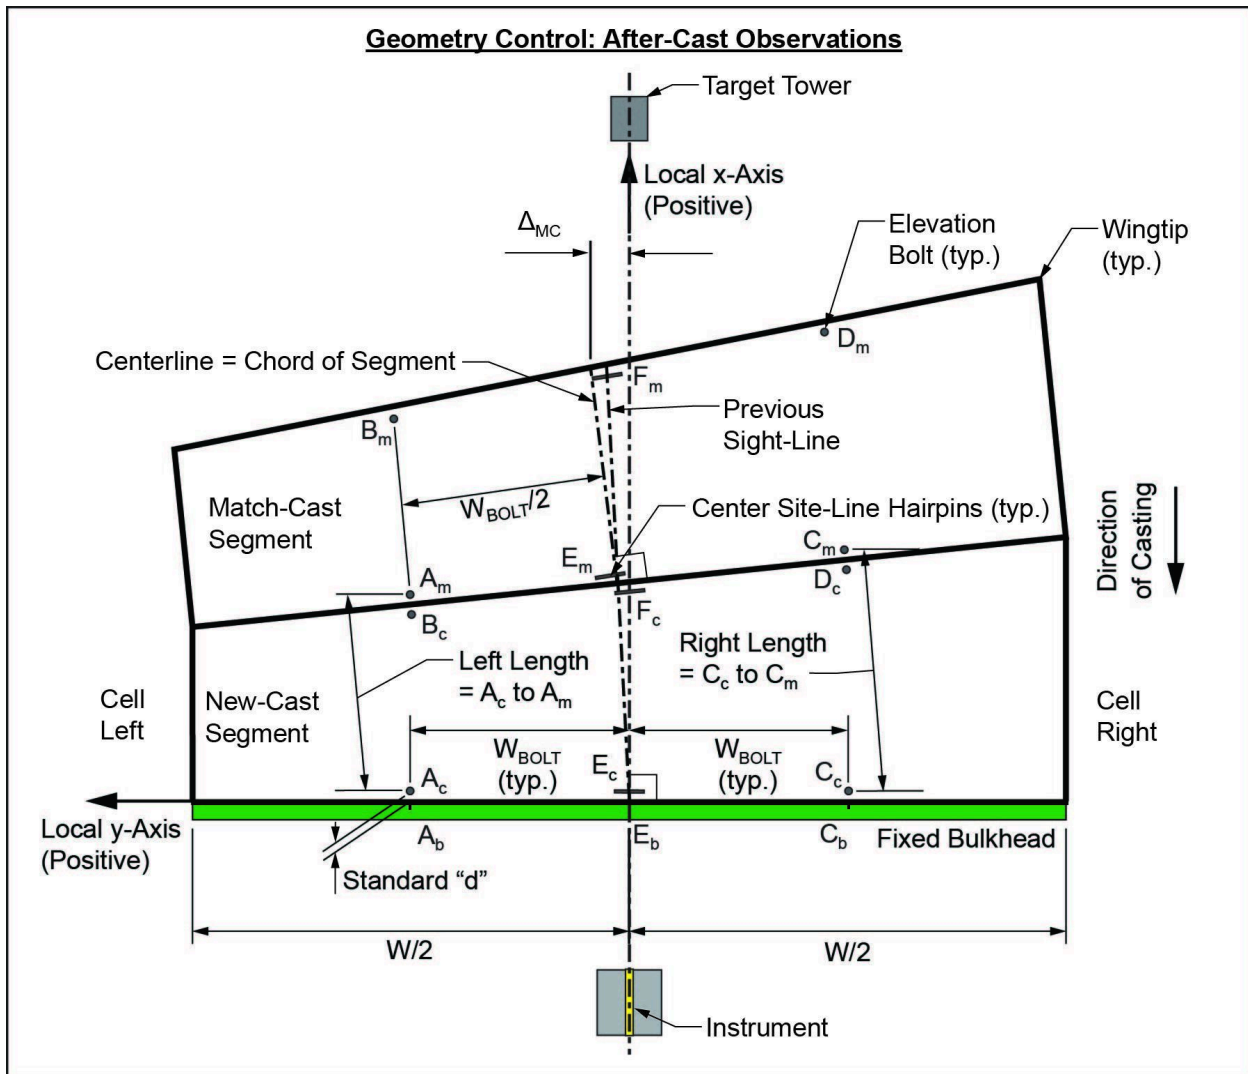 Geometry Control: After-Cast Observations
Target Tower
Local x-Axis
(Positive)
Δ_MC
Elevation
Bolt (typ.)
Wingtip
(typ.)
D_m
Centerline = Chord of Segment
F_m
Previous
Sight-Line
B_m
W_BOLT/2
Match-Cast
Segment
Center Site-Line Hairpins (typ.)
Direction
of Casting
E_m
C_m
A_m
D_c
B_c
F_c
Left Length
= A_c to A_m
Right Length
= C_c to C_m
Cell
Left
New-Cast
Segment
Cell
Right
W_BOLT
(typ.)
W_BOLT
(typ.)
A_c
E_c
C_c
Local y-Axis
(Positive)
A_b
E_b
C_b
Fixed Bulkhead
Standard “d”
W/2
W/2
Instrument